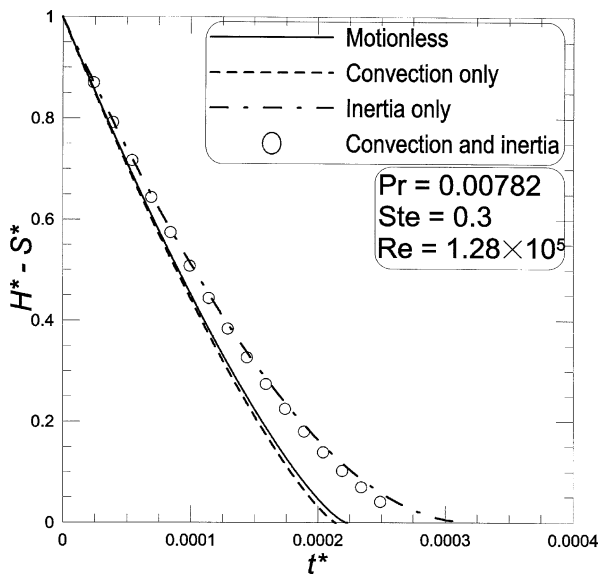 1
0.8
0.6
0.4
0.2
0
H* - S*
Motionless
Convection only
Inertia only
Convection and inertia
Pr = 0.00782
Ste = 0.3
Re = 1.28×10⁵
0 0.0001 0.0002 0.0003 0.0004
t*